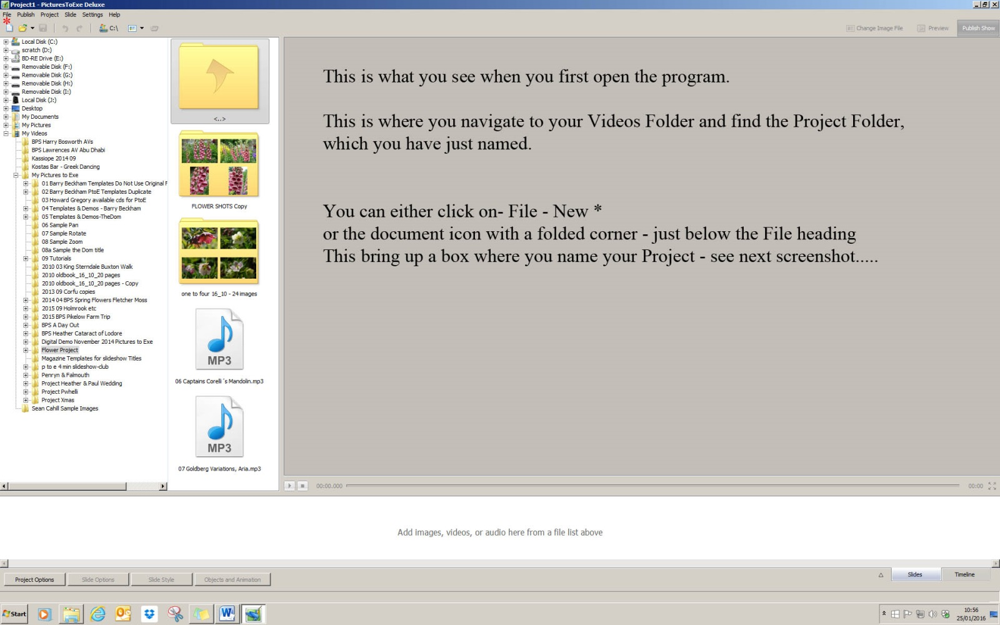 Project1 - PicturesToExe Deluxe
File Publish Project Slide Settings Help
*
C:\
Change Image File Preview Publish Show
Local Disk (C:)
scratch (D:)
BD-RE Drive (E:)
Removable Disk (F:)
Removable Disk (G:)
Removable Disk (H:)
Removable Disk (I:)
Local Disk (J:)
Desktop
My Documents
My Pictures
My Videos
BPS Harry Bosworth AVs
BPS Lawrences AV Abu Dhabi
Kassiope 2014 09
Kostas Bar - Greek Dancing
My Pictures to Exe
01 Barry Beckham Templates Do Not Use Original F
02 Barry Beckham PtoE Templates Duplicate
03 Howard Gregory available cds for PtoE
04 Templates & Demos - Barry Beckham
05 Templates & Demos-TheDom
06 Sample Pan
07 Sample Rotate
08 Sample Zoom
08a Sample the Dom title
09 Tutorials
2010 03 King Sterndale Buxton Walk
2010 oldbook_16_10_20 pages
2010 oldbook_16_10_20 pages - Copy
2013 09 Corfu copies
2014 04 BPS Spring Flowers Fletcher Moss
2015 09 Holmrook etc
2015 BPS Pikelow Farm Trip
BPS A Day Out
BPS Heather Cataract of Lodore
Digital Demo November 2014 Pictures to Exe
Flower Project
Magazine Templates for slideshow Titles
p to e 4 min slideshow-club
Penryn & Falmouth
Project Heather & Paul Wedding
Project Pwhelli
Project Xmas
Sean Cahill Sample Images
<..>
FLOWER SHOTS Copy
one to four 16_10 - 24 images
MP3
06 Captains Corelli´s Mandolin.mp3
MP3
07 Goldberg Variations, Aria.mp3
This is what you see when you first open the program.
This is where you navigate to your Videos Folder and find the Project Folder,
which you have just named.
You can either click on- File - New *
or the document icon with a folded corner - just below the File heading
This bring up a box where you name your Project - see next screenshot.....
00:00.000 00:00
Add images, videos, or audio here from a file list above
Project Options Slide Options Slide Style Objects and Animation Slides Timeline
Start 10:56
25/01/2016